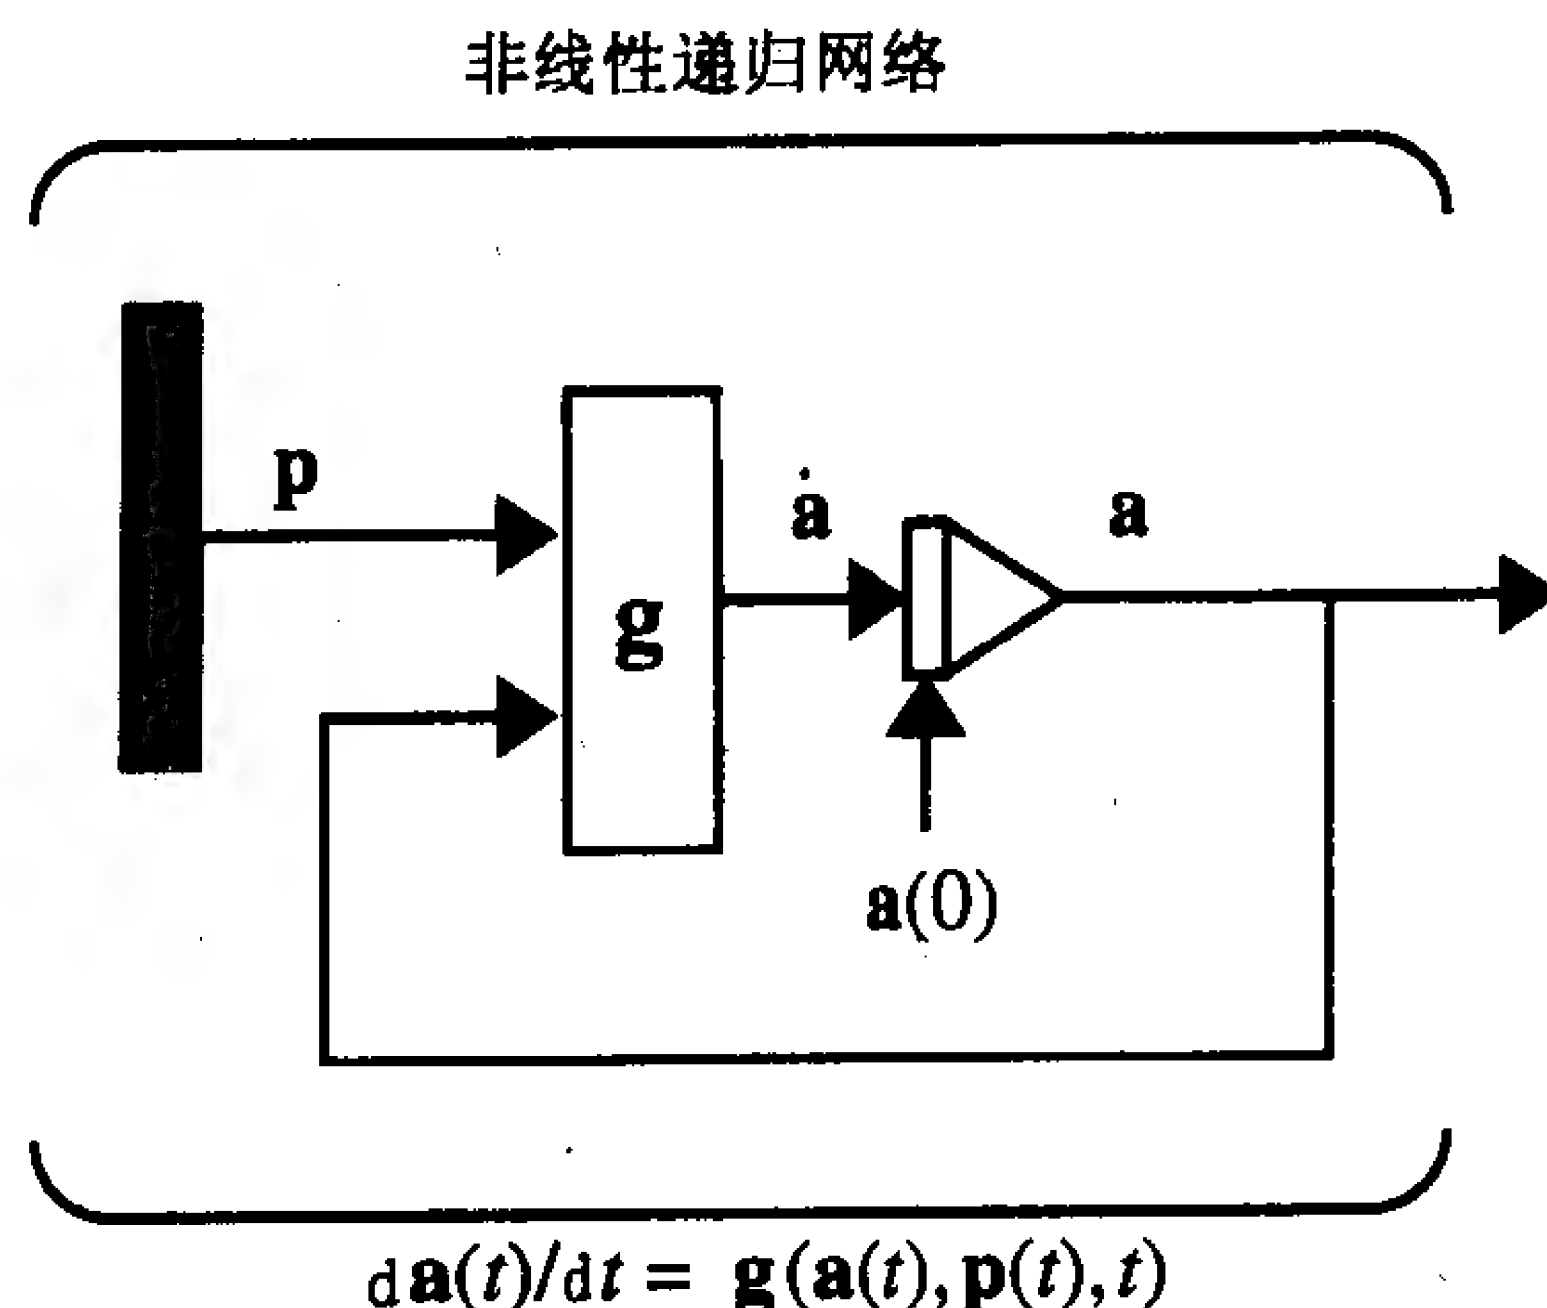 非线性递归网络
p
ȧ
a
g
a(0)
da(t)/dt = g(a(t),p(t),t)